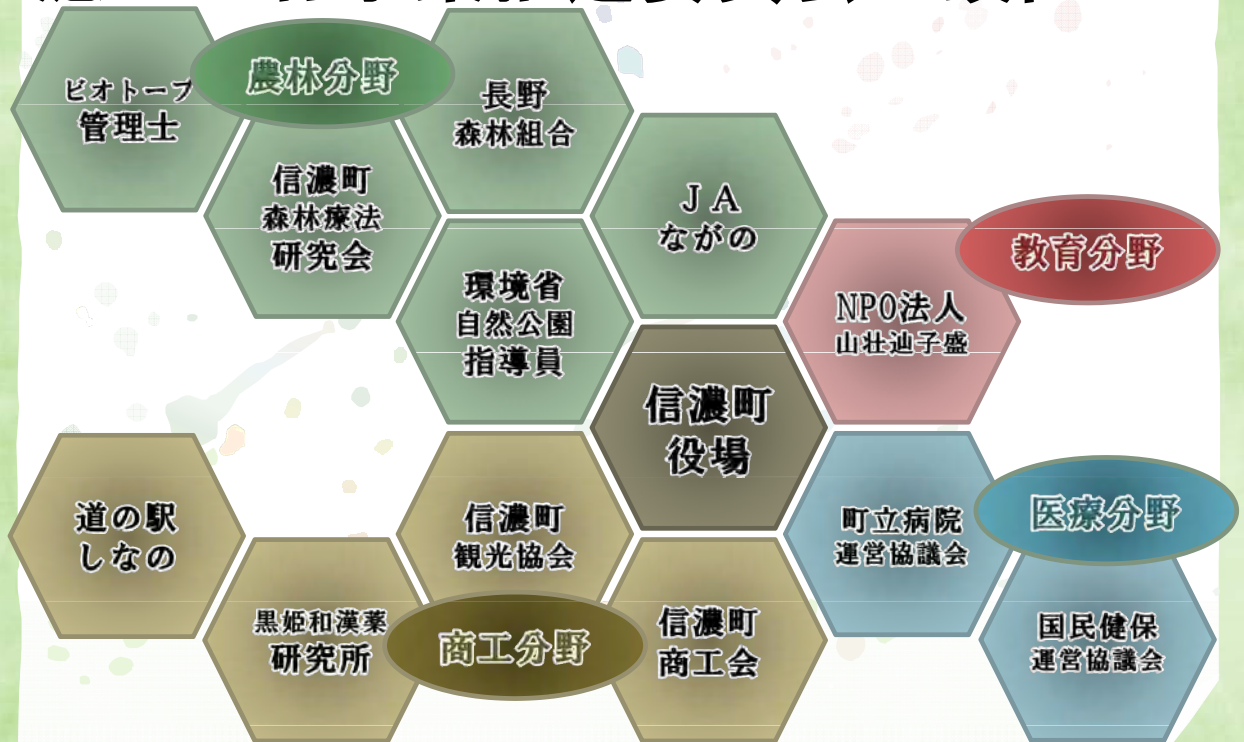 農林分野
ビオトープ
管理士
長野
森林組合
信濃町
森林療法
研究会
JA
ながの
環境省
自然公園
指導員
教育分野
NPO法人
山壮迪子盛
信濃町
役場
道の駅
しなの
信濃町
観光協会
町立病院
運営協議会
医療分野
黒姫和漢薬
研究所
商工分野
信濃町
商工会
国民健保
運営協議会